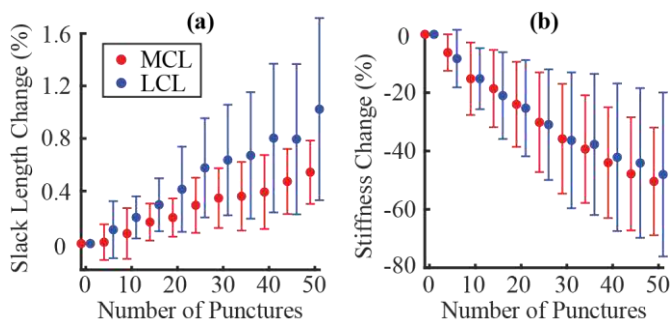 (a)
Slack Length Change (%)
1.6
1.2
0.8
0.4
0
MCL
LCL
0 10 20 30 40 50
Number of Punctures
(b)
Stiffness Change (%)
0
-20
-40
-60
-80
0 10 20 30 40 50
Number of Punctures